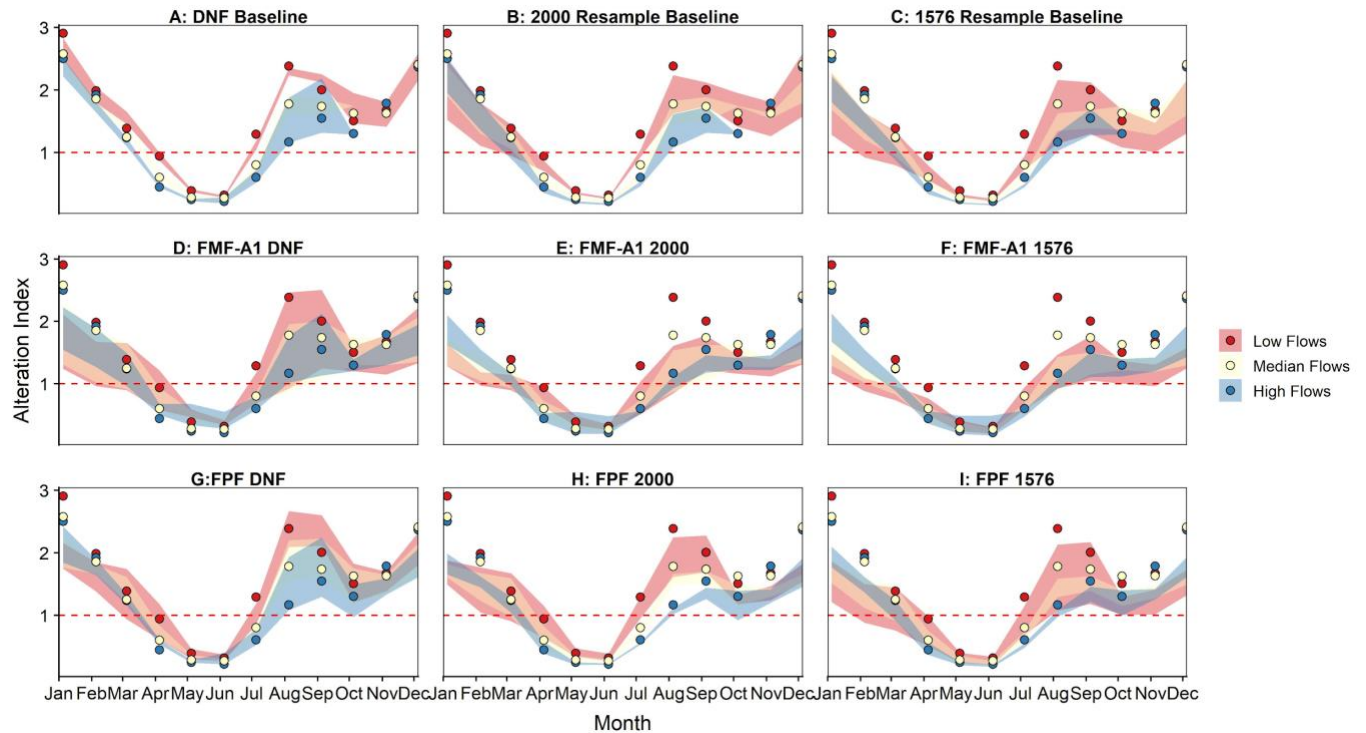 A: DNF Baseline
B: 2000 Resample Baseline
C: 1576 Resample Baseline
3
2
1
D: FMF-A1 DNF
E: FMF-A1 2000
F: FMF-A1 1576
3
2
1
Alteration Index
Low Flows
Median Flows
High Flows
G:FPF DNF
H: FPF 2000
I: FPF 1576
3
2
1
Jan Feb Mar Apr May Jun Jul Aug Sep Oct Nov Dec
Jan Feb Mar Apr May Jun Jul Aug Sep Oct Nov Dec
Jan Feb Mar Apr May Jun Jul Aug Sep Oct Nov Dec
Month